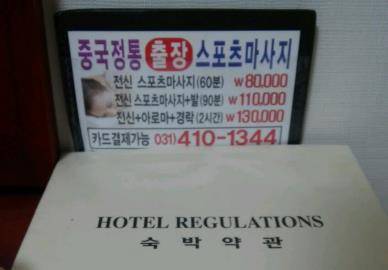 중국정통 출장 스포츠마사지
전신 스포츠마사지(60분) ₩80,000
전신 스포츠마사지+발(90분) ₩110,000
전신+아로마+경락(2시간) ₩130,000
카드결제가능 031)410-1344
HOTEL REGULATIONS
숙박약관